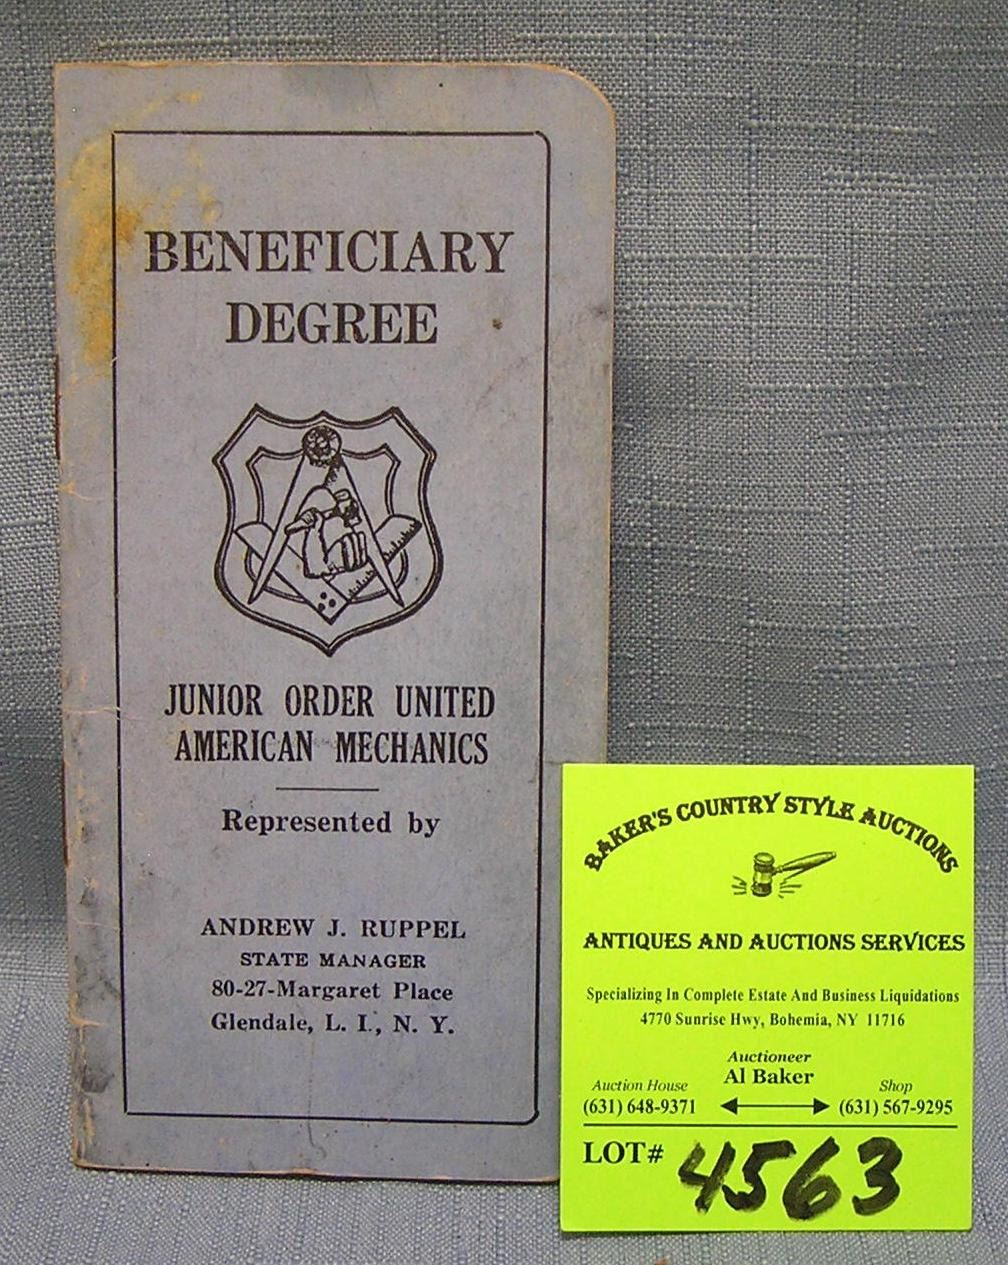 BENEFICIARY
DEGREE
JUNIOR ORDER UNITED
AMERICAN MECHANICS
Represented by
ANDREW J. RUPPEL
STATE MANAGER
80-27-Margaret Place
Glendale, L. I., N. Y.
BAKER'S COUNTRY STYLE AUCTIONS
ANTIQUES AND AUCTIONS SERVICES
Specializing In Complete Estate And Business Liquidations
4770 Sunrise Hwy, Bohemia, NY 11716
Auctioneer
Al Baker
Auction House
(631) 648-9371
Shop
(631) 567-9295
LOT# 4563